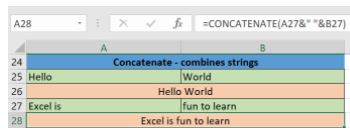 A28 fx =CONCATENATE(A27&" "&B27)
A B
24 Concatenate - combines strings
25 Hello World
26 Hello World
27 Excel is fun to learn
28 Excel is fun to learn